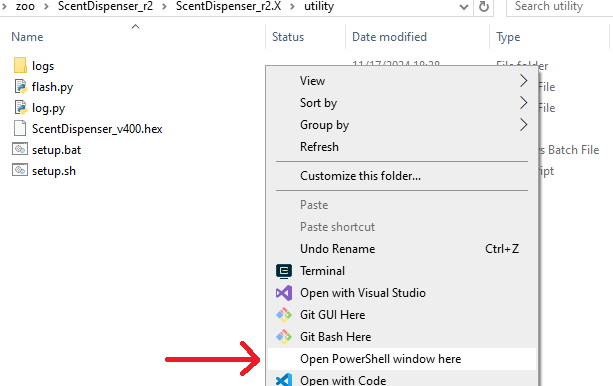 zoo > ScentDispenser_r2 > ScentDispenser_r2.X > utility
Search utility
Name Status Date modified Type
logs 11/17/2024 18:38 File folder
flash.py File
log.py File
ScentDispenser_v400.hex
setup.bat s Batch File
setup.sh ript
View
Sort by
Group by
Refresh
Customize this folder...
Paste
Paste shortcut
Undo Rename Ctrl+Z
Terminal
Open with Visual Studio
Git GUI Here
Git Bash Here
Open PowerShell window here
Open with Code